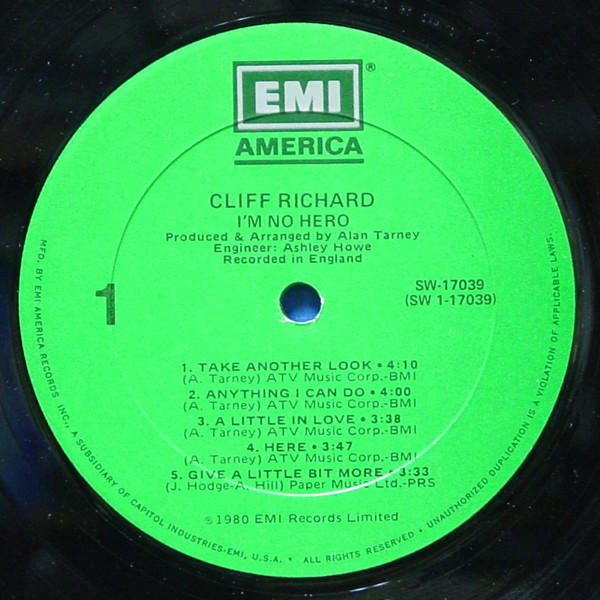 EMI ®
AMERICA
CLIFF RICHARD
I'M NO HERO
Produced & Arranged by Alan Tarney
Engineer: Ashley Howe
Recorded in England
1
SW-17039
(SW 1-17039)
1. TAKE ANOTHER LOOK • 4:10
(A. Tarney) ATV Music Corp.-BMI
2. ANYTHING I CAN DO • 4:00
(A. Tarney) ATV Music Corp.-BMI
3. A LITTLE IN LOVE • 3:38
(A. Tarney) ATV Music Corp.-BMI
4. HERE • 3:47
(A. Tarney) ATV Music Corp.-BMI
5. GIVE A LITTLE BIT MORE • 3:33
(J. Hodge-A. Hill) Paper Music Ltd.-PRS
℗1980 EMI Records Limited
MFD. BY EMI AMERICA RECORDS INC., A SUBSIDIARY OF CAPITOL INDUSTRIES-EMI, U.S.A. • ALL RIGHTS RESERVED • UNAUTHORIZED DUPLICATION IS A VIOLATION OF APPLICABLE LAWS.